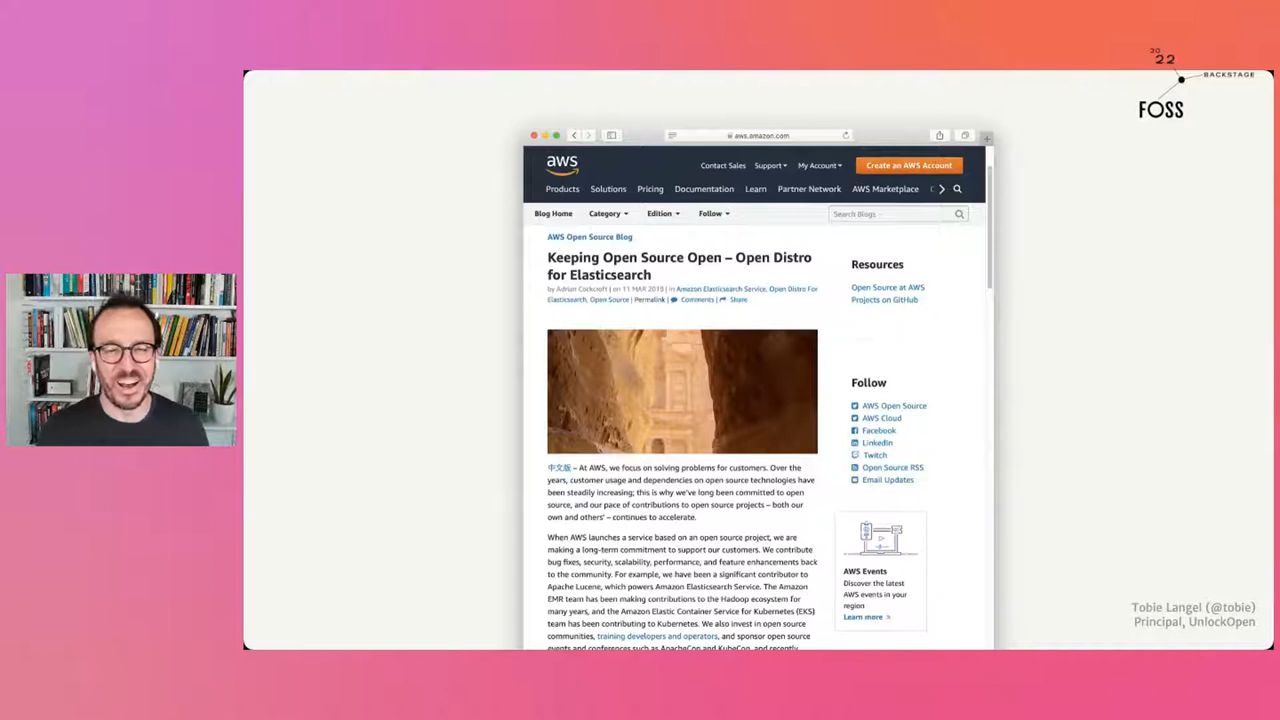 20
22
BACKSTAGE
FOSS
aws.amazon.com
aws
Contact Sales Support My Account Create an AWS Account
Products Solutions Pricing Documentation Learn Partner Network AWS Marketplace
Blog Home Category Edition Follow Search Blogs
AWS Open Source Blog
Keeping Open Source Open – Open Distro
for Elasticsearch
by Adrian Cockcroft | on 11 MAR 2019 | in Amazon Elasticsearch Service, Open Distro For
Elasticsearch, Open Source | Permalink | Comments | Share
中文版 – At AWS, we focus on solving problems for customers. Over the
years, customer usage and dependencies on open source technologies have
been steadily increasing; this is why we've long been committed to open
source, and our pace of contributions to open source projects – both our
own and others' – continues to accelerate.
When AWS launches a service based on an open source project, we are
making a long-term commitment to support our customers. We contribute
bug fixes, security, scalability, performance, and feature enhancements back
to the community. For example, we have been a significant contributor to
Apache Lucene, which powers Amazon Elasticsearch Service. The Amazon
EMR team has been making contributions to the Hadoop ecosystem for
many years, and the Amazon Elastic Container Service for Kubernetes (EKS)
team has been contributing to Kubernetes. We also invest in open source
communities, training developers and operators, and sponsor open source
events and conferences such as ApacheCon and KubeCon, and recently
Resources
Open Source at AWS
Projects on GitHub
Follow
AWS Open Source
AWS Cloud
Facebook
LinkedIn
Twitch
Open Source RSS
Email Updates
AWS Events
Discover the latest
AWS events in your
region
Learn more »
Tobie Langel (@tobie)
Principal, UnlockOpen